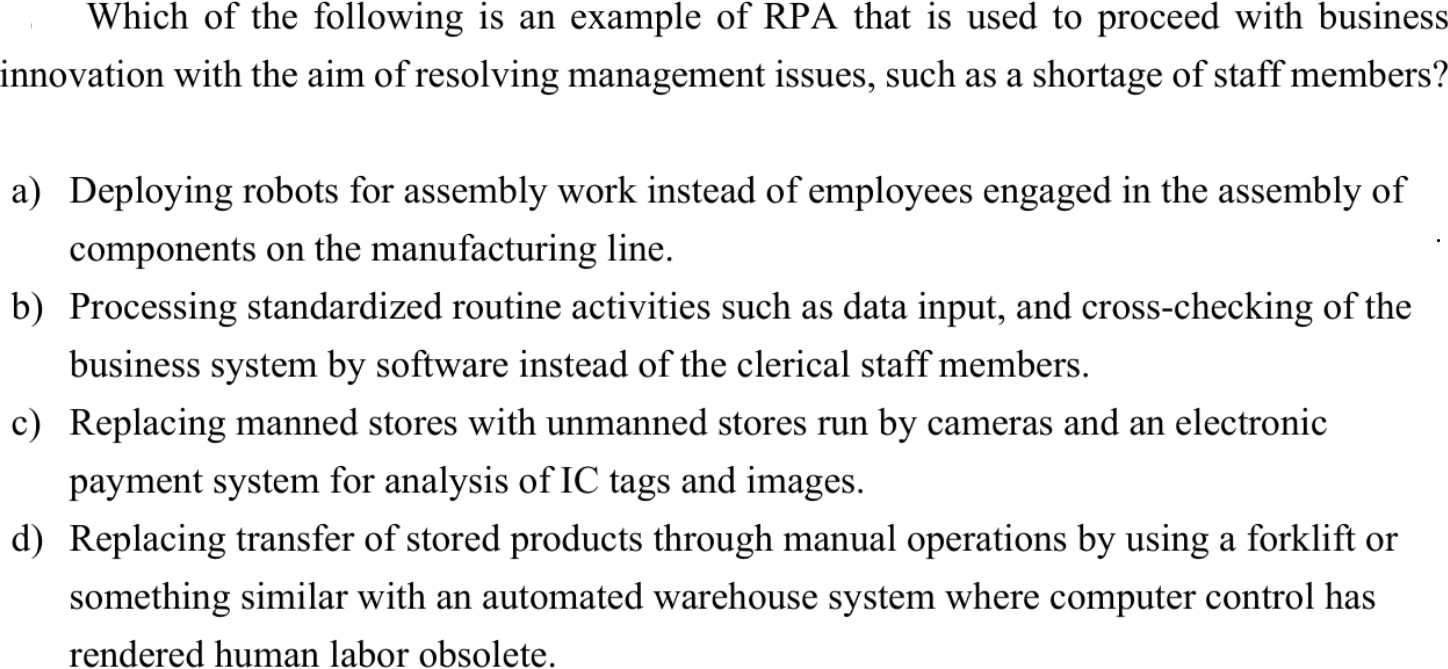 Which of the following is an example of RPA that is used to proceed with business
innovation with the aim of resolving management issues, such as a shortage of staff members?
a) Deploying robots for assembly work instead of employees engaged in the assembly of
components on the manufacturing line.
b) Processing standardized routine activities such as data input, and cross-checking of the
business system by software instead of the clerical staff members.
c) Replacing manned stores with unmanned stores run by cameras and an electronic
payment system for analysis of IC tags and images.
d) Replacing transfer of stored products through manual operations by using a forklift or
something similar with an automated warehouse system where computer control has
rendered human labor obsolete.